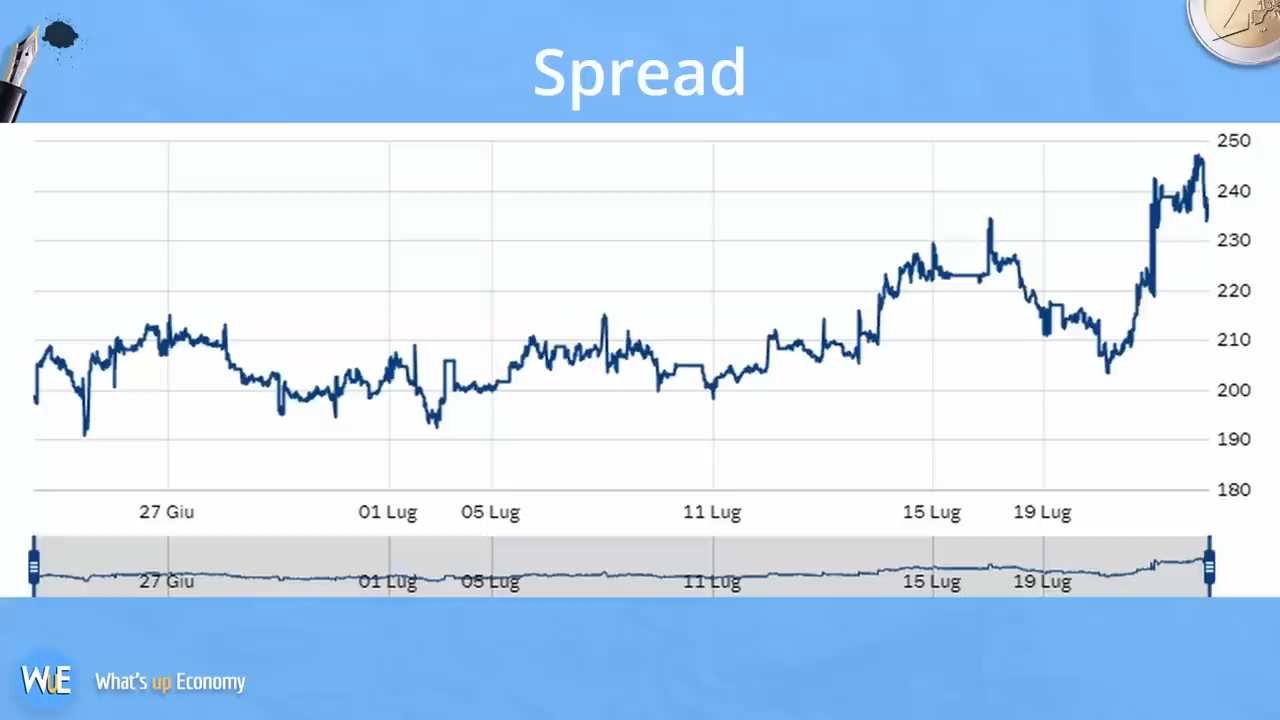 Spread
250
240
230
220
210
200
190
180
27 Giu 01 Lug 05 Lug 11 Lug 15 Lug 19 Lug
27 Giu 01 Lug 05 Lug 11 Lug 15 Lug 19 Lug
WuE What's up Economy